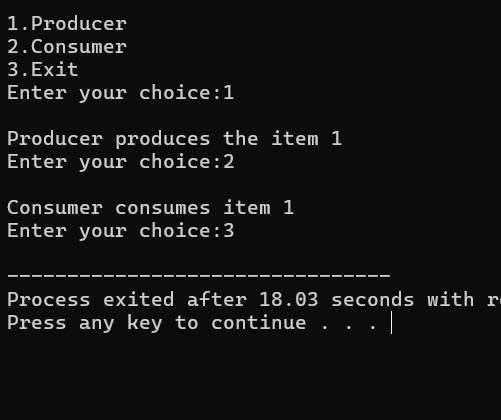 1.Producer
2.Consumer
3.Exit
Enter your choice:1
Producer produces the item 1
Enter your choice:2
Consumer consumes item 1
Enter your choice:3
--------------------------------
Process exited after 18.03 seconds with
Press any key to continue . . .